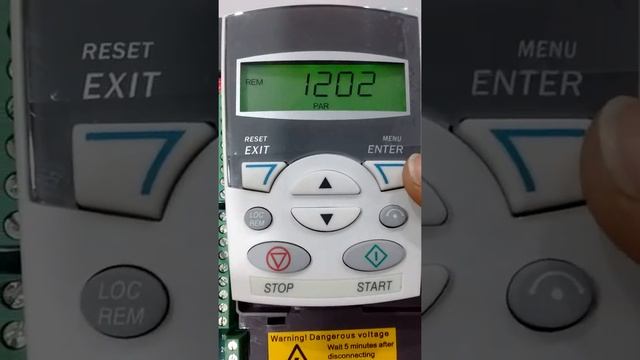 REM 1202
PAR
RESET
EXIT
MENU
ENTER
LOC
REM
STOP
START
Warning! Dangerous voltage
Wait 5 minutes after
disconnecting
RESET
EXIT
LOC
REM
MENU
ENTER